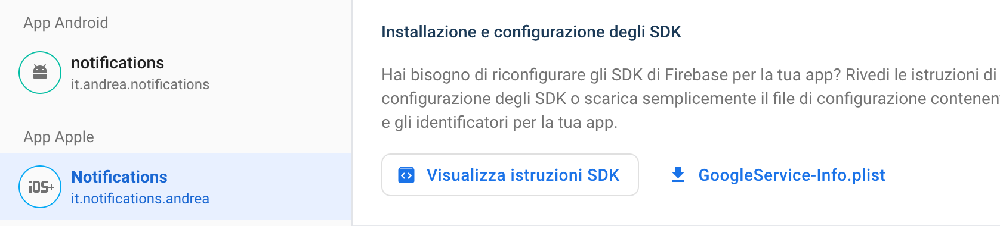 App Android
notifications
it.andrea.notifications
App Apple
iOS+
Notifications
it.notifications.andrea
Installazione e configurazione degli SDK
Hai bisogno di riconfigurare gli SDK di Firebase per la tua app? Rivedi le istruzioni di
configurazione degli SDK o scarica semplicemente il file di configurazione
e gli identificatori per la tua app.
Visualizza istruzioni SDK
GoogleService-Info.plist